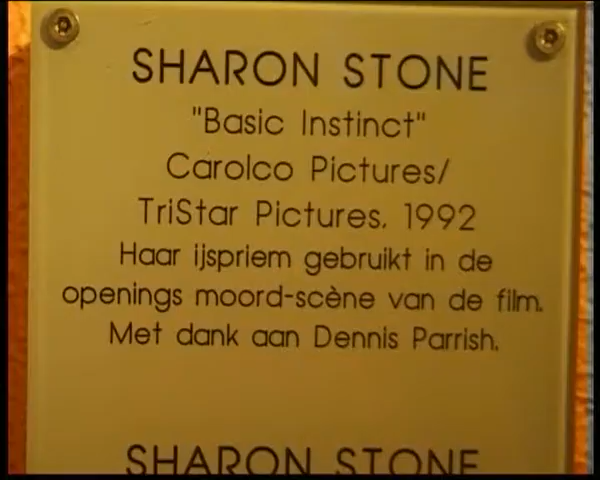 SHARON STONE
"Basic Instinct"
Carolco Pictures/
TriStar Pictures. 1992
Haar ijspriem gebruikt in de
openings moord-scène van de film.
Met dank aan Dennis Parrish.
SHARON STONE